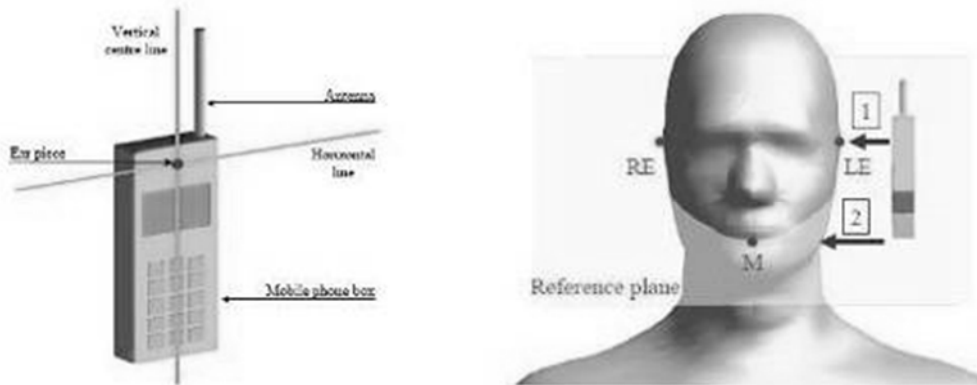 Vertical
centre line
Antenna
Ear piece
Horizontal
line
Mobile phone box
1
RE
LE
2
M
Reference plane